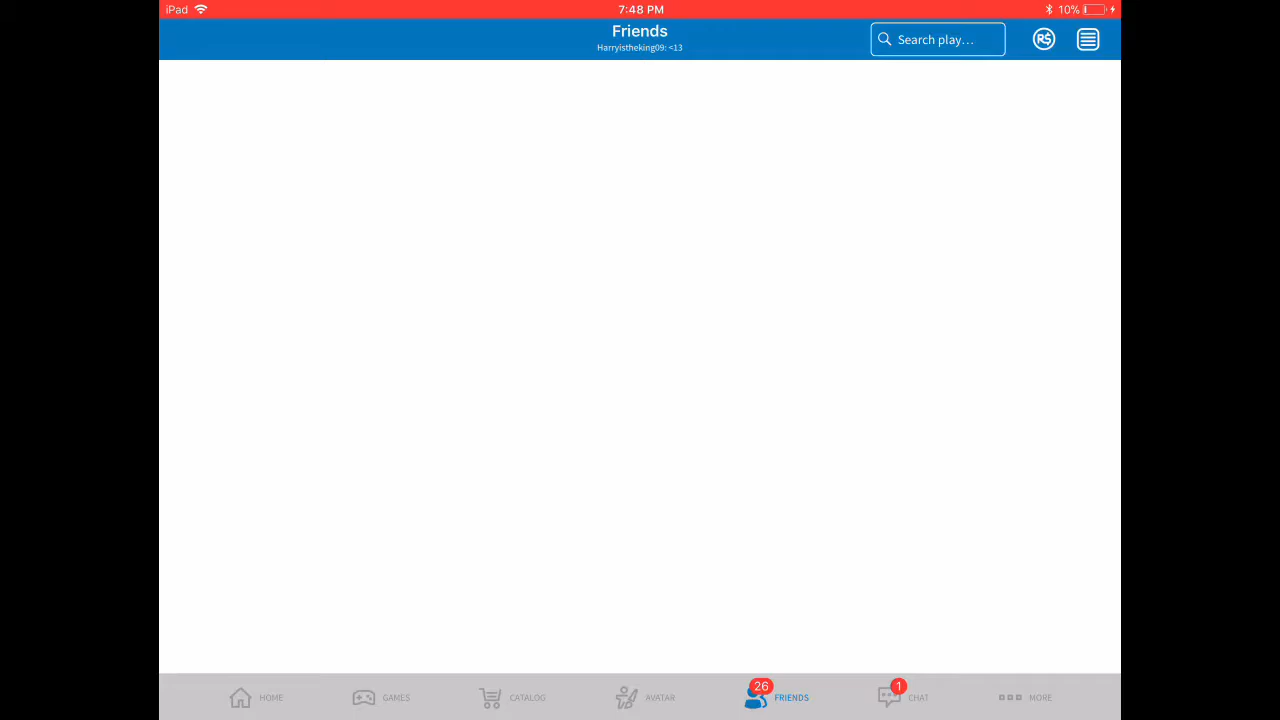 iPad 7:48 PM 10%
Friends
Harryistheking09: <13
Search play...
R$
HOME GAMES CATALOG AVATAR 26 FRIENDS 1 CHAT MORE